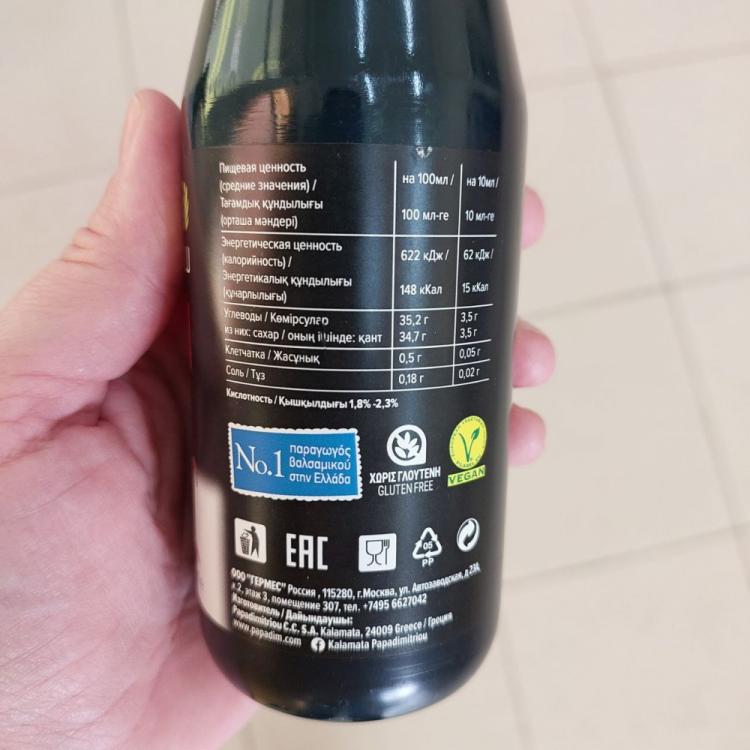 Пищевая ценность
(средние значения) /
Тағамдық құндылығы
(орташа мәндері)
на 100мл /
100 мл-ге
на 10мл /
10 мл-ге
Энергетическая ценность
(калорийность) /
Энергетикалық құндылығы
(құнарлылығы)
622 кДж /
148 кКал
62 кДж /
15 кКал
Углеводы / Көмірсулар 35,2 г 3,5 г
из них: сахар / оның ішінде: қант 34,7 г 3,5 г
Клетчатка / Жасұнық 0,5 г 0,05 г
Соль / Тұз 0,18 г 0,02 г
Кислотность / Қышқылдығы 1,8% -2,3%
No.1
παραγωγός
βαλσαμικού
στην Ελλάδα
ΧΩΡΙΣ ΓΛΟΥΤΕΝΗ
GLUTEN FREE
VEGAN
EAC
05
PP
ООО "ГЕРМЕС" Россия , 115280, г.Москва, ул. Автозаводская, д.23А,
к.2, этаж 3, помещение 307, тел. +7495 6627042
Изготовитель / Дайындаушы:
Papadimitriou C.C. S.A. Kalamata, 24009 Greece / Греция
www.papadim.com Kalamata Papadimitriou